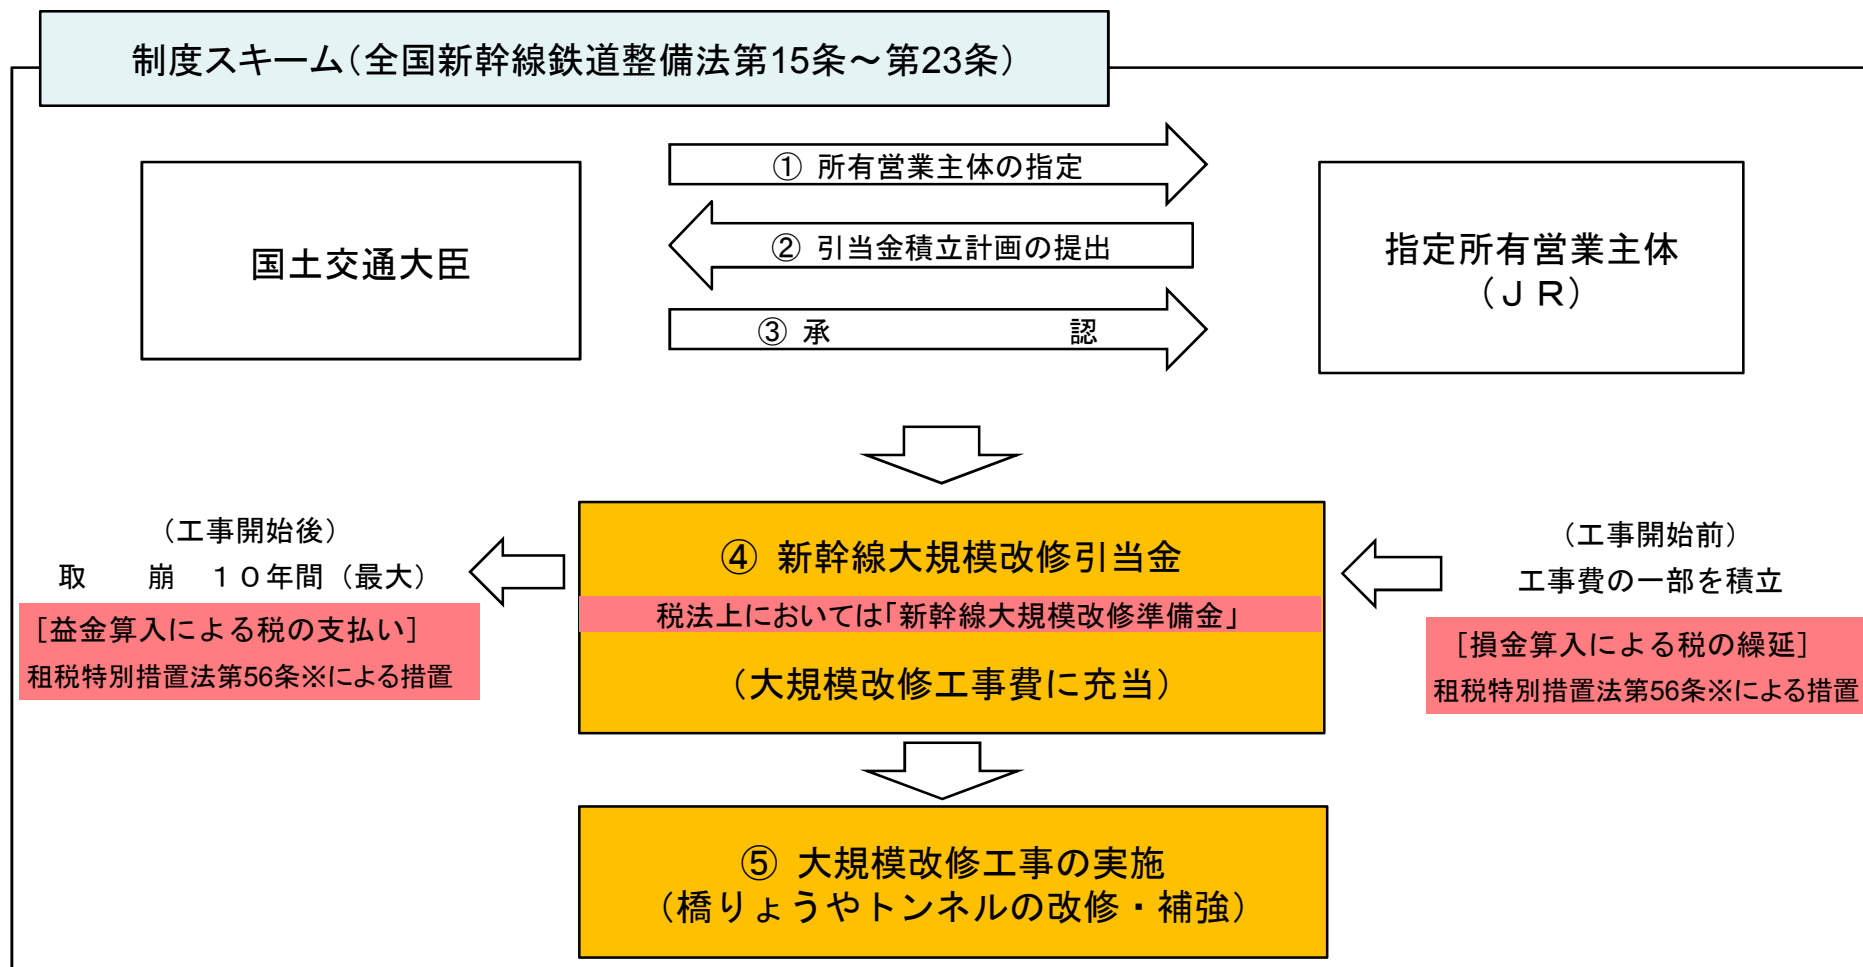 制度スキーム(全国新幹線鉄道整備法第15条～第23条)
① 所有営業主体の指定
② 引当金積立計画の提出
③ 承　　　　　　　　認
国土交通大臣
指定所有営業主体
(ＪＲ)
(工事開始後)
取　　崩　１０年間(最大)
[益金算入による税の支払い]
租税特別措置法第56条※による措置
④ 新幹線大規模改修引当金
税法上においては「新幹線大規模改修準備金」
(大規模改修工事費に充当)
(工事開始前)
工事費の一部を積立
[損金算入による税の繰延]
租税特別措置法第56条※による措置
⑤ 大規模改修工事の実施
(橋りょうやトンネルの改修・補強)